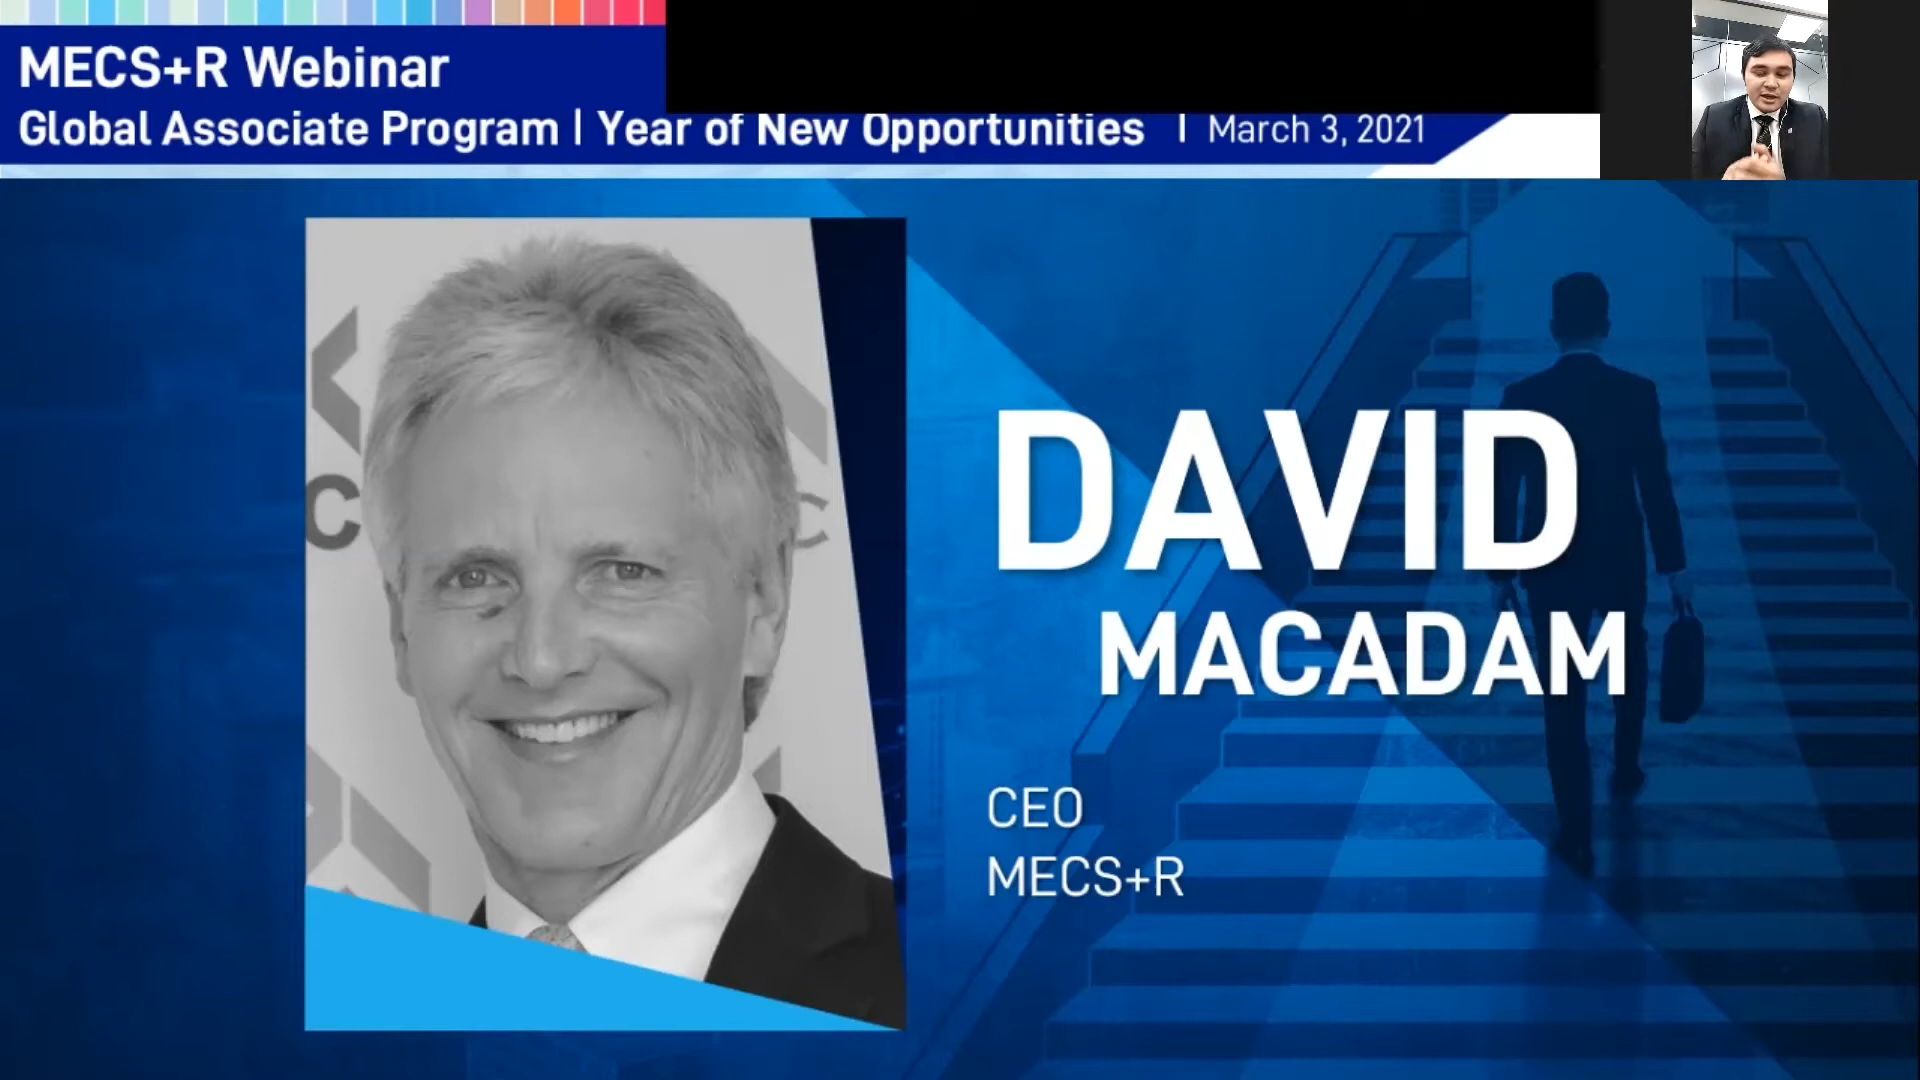 MECS+R Webinar
Global Associate Program | Year of New Opportunities | March 3, 2021
C C
DAVID
MACADAM
CEO
MECS+R